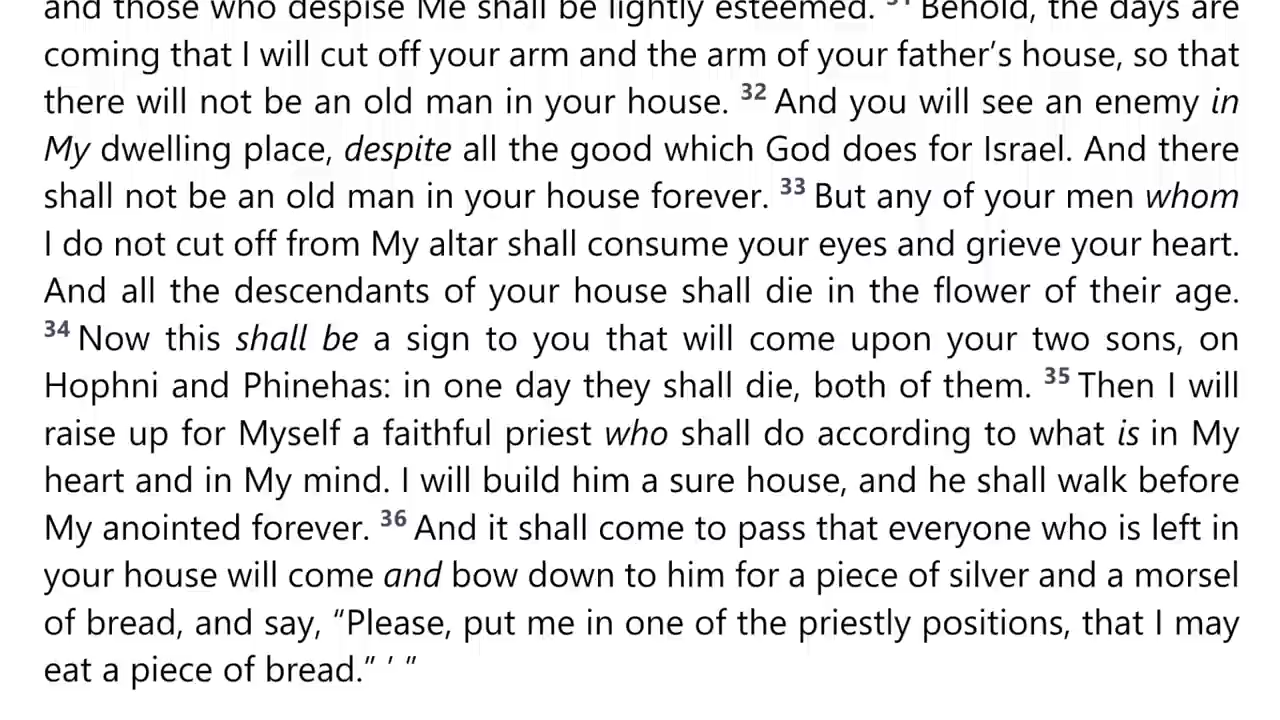 and those who despise Me shall be lightly esteemed. 31 Behold, the days are
coming that I will cut off your arm and the arm of your father’s house, so that
there will not be an old man in your house. 32 And you will see an enemy in
My dwelling place, despite all the good which God does for Israel. And there
shall not be an old man in your house forever. 33 But any of your men whom
I do not cut off from My altar shall consume your eyes and grieve your heart.
And all the descendants of your house shall die in the flower of their age.
34 Now this shall be a sign to you that will come upon your two sons, on
Hophni and Phinehas: in one day they shall die, both of them. 35 Then I will
raise up for Myself a faithful priest who shall do according to what is in My
heart and in My mind. I will build him a sure house, and he shall walk before
My anointed forever. 36 And it shall come to pass that everyone who is left in
your house will come and bow down to him for a piece of silver and a morsel
of bread, and say, “Please, put me in one of the priestly positions, that I may
eat a piece of bread.” ’ ”